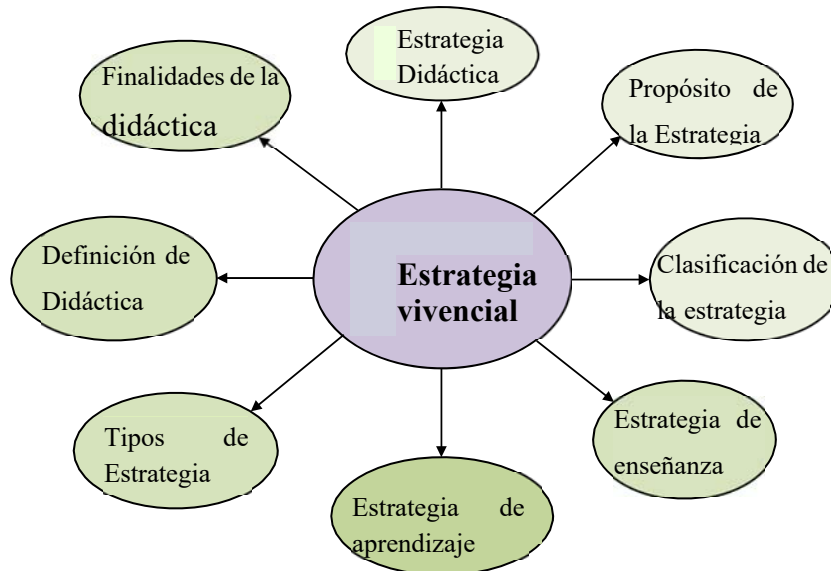 Estrategia
Didáctica
Finalidades de la
didáctica
Propósito de
la Estrategia
Definición de
Didáctica
Estrategia
vivencial
Clasificación de
la estrategia
Tipos de
Estrategia
Estrategia de
enseñanza
Estrategia de
aprendizaje